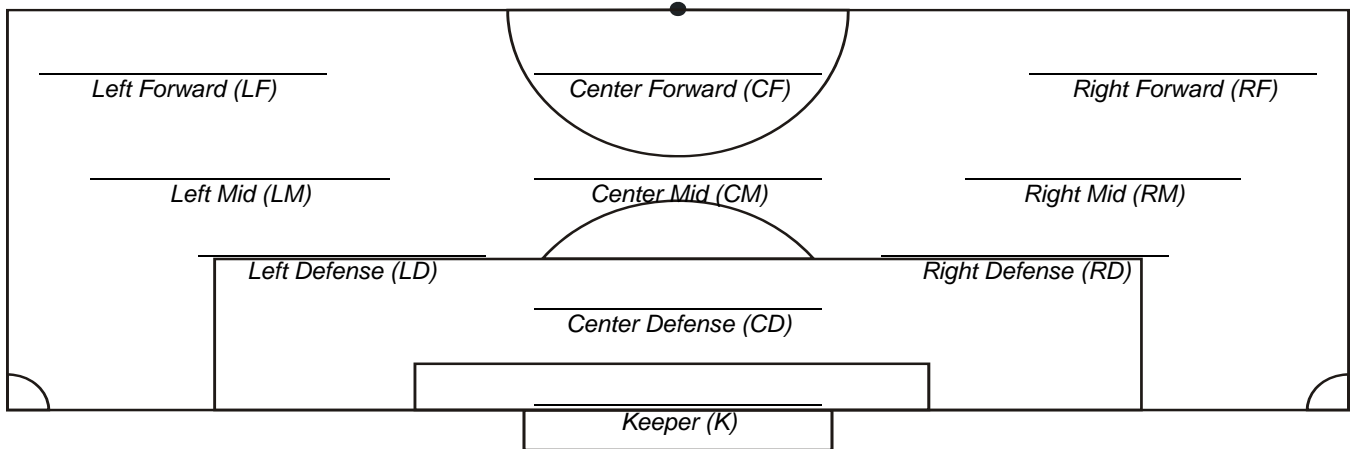 Left Forward (LF)
Center Forward (CF)
Right Forward (RF)
Left Mid (LM)
Center Mid (CM)
Right Mid (RM)
Left Defense (LD)
Right Defense (RD)
Center Defense (CD)
Keeper (K)